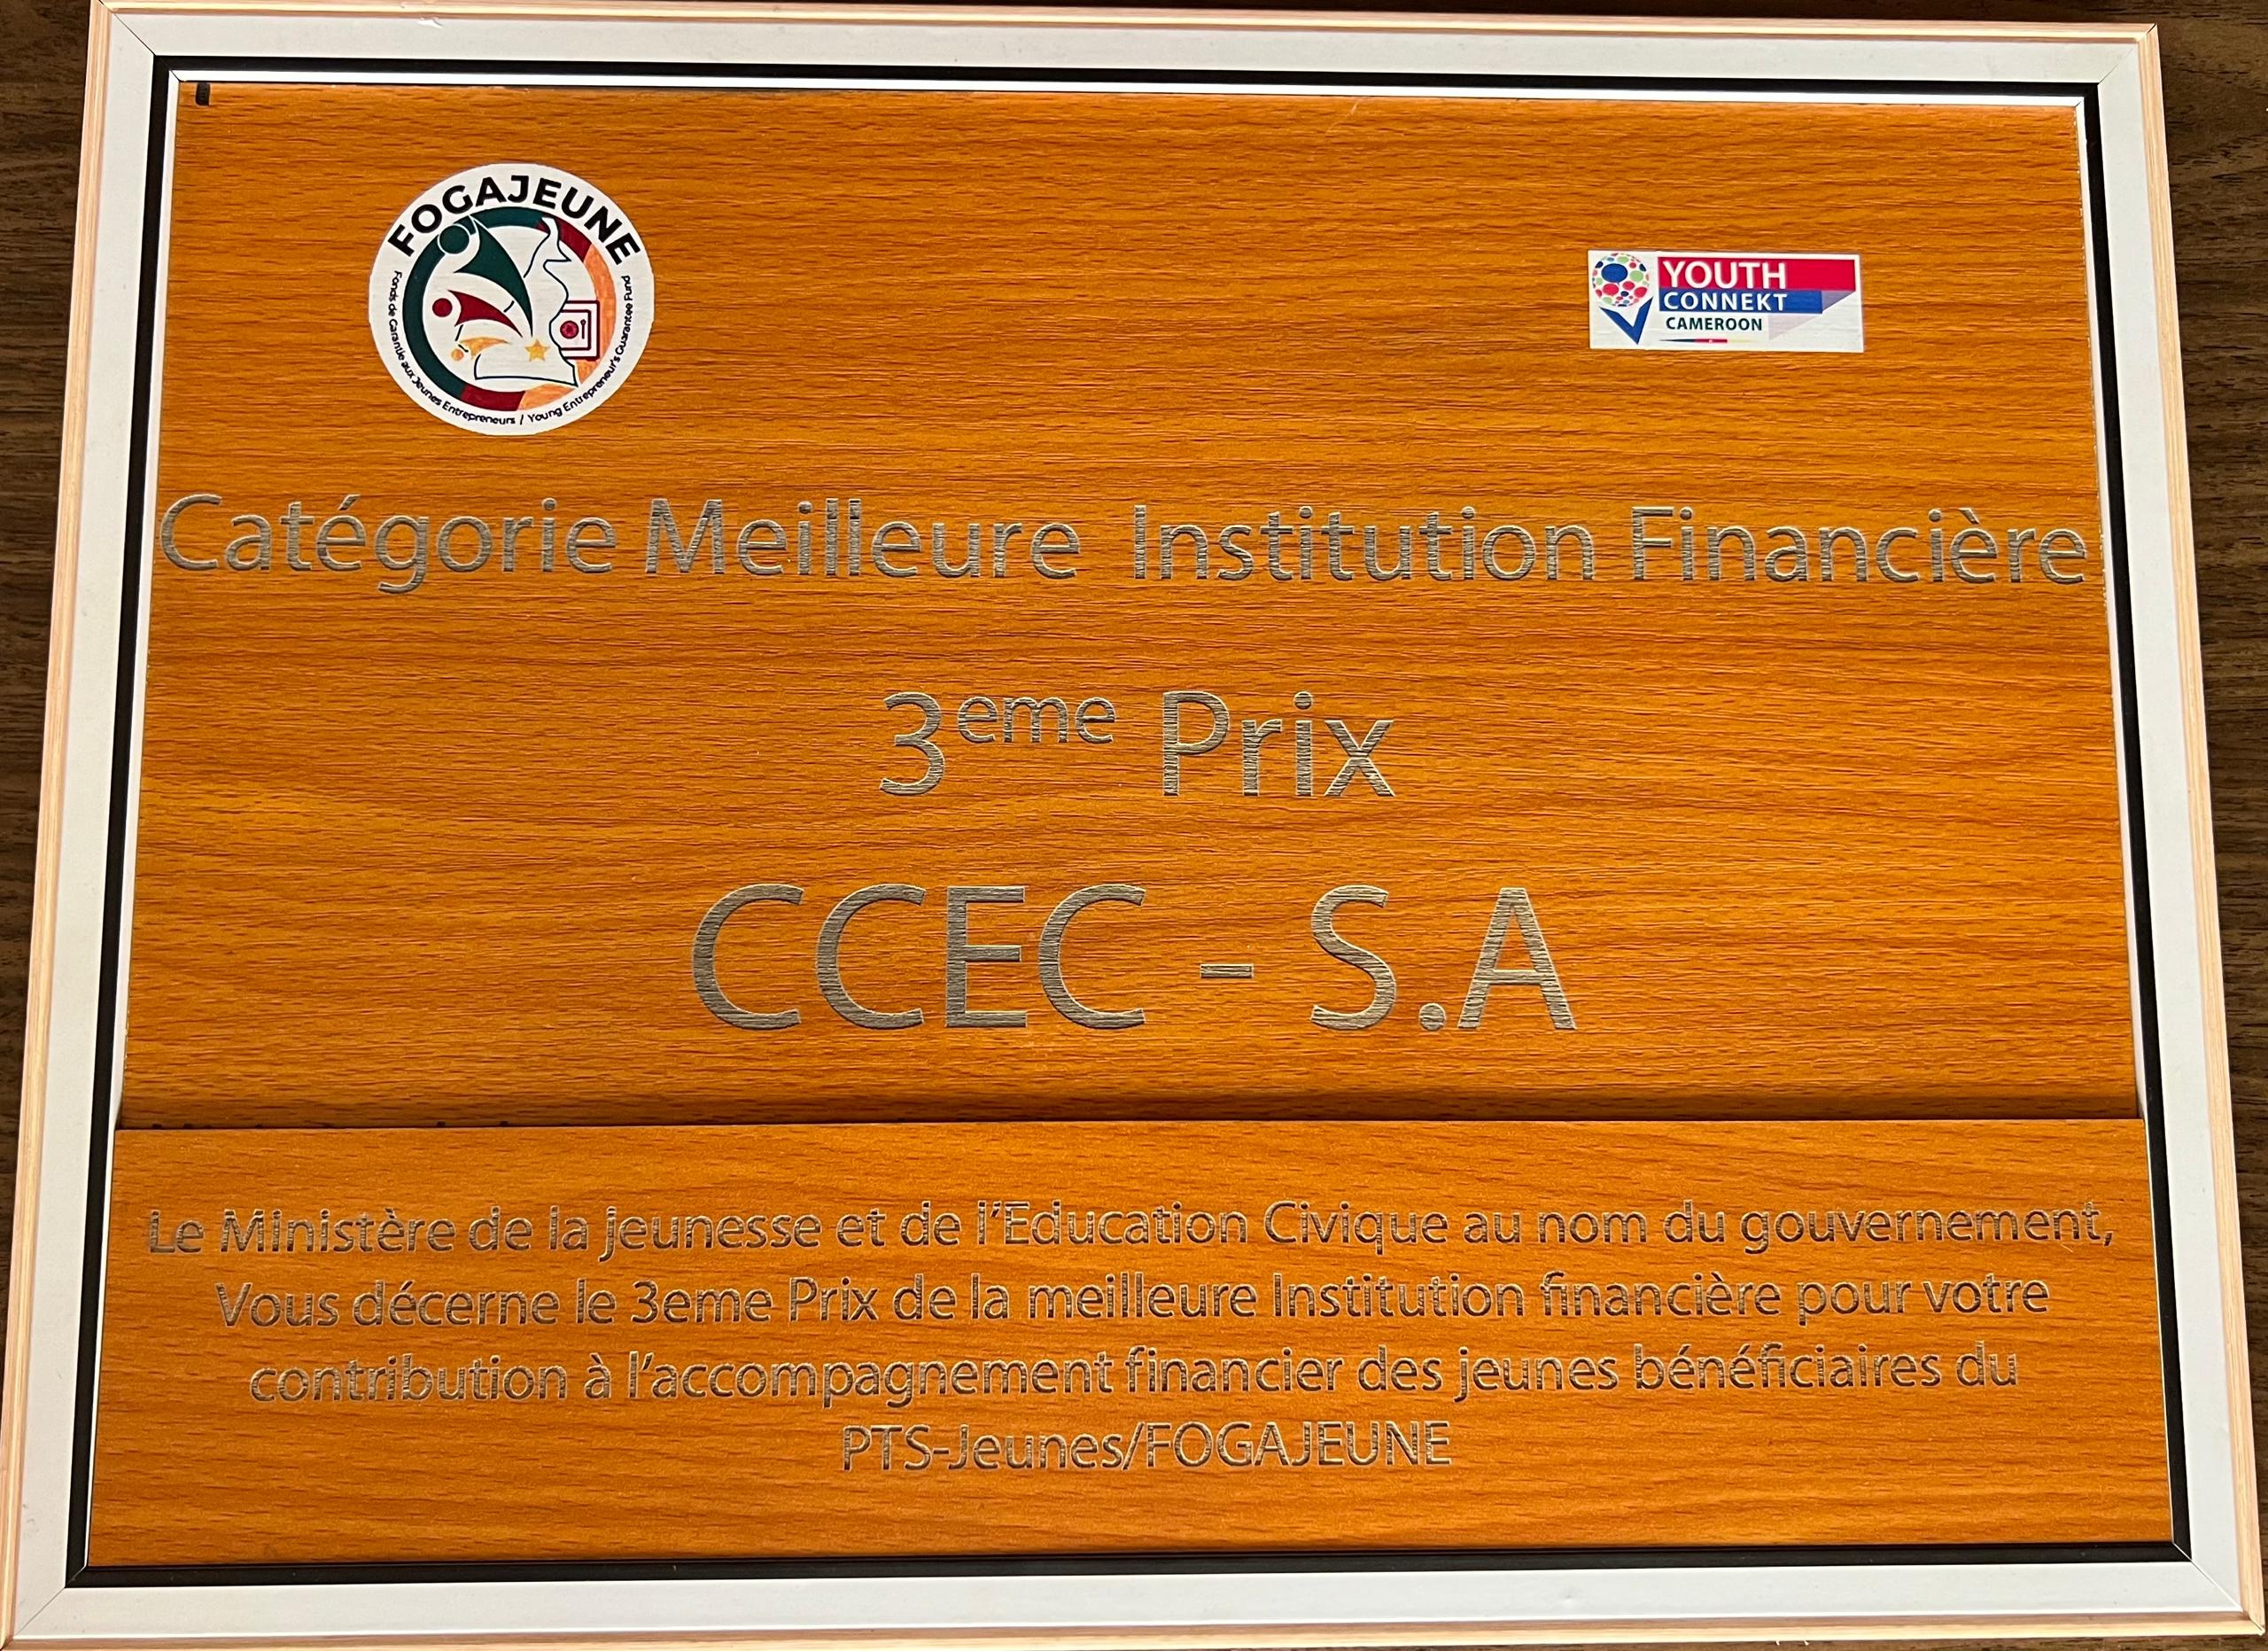 FOGAJEUNE
Fonds de Garantie aux Jeunes Entrepreneurs / Young Entrepreneur's Guarantee Fund
YOUTH
CONNEKT
CAMEROON
Catégorie Meilleure Institution Financière
3eme Prix
CCEC - S.A
Le Ministère de la jeunesse et de l'Education Civique au nom du gouvernement,
Vous décerne le 3eme Prix de la meilleure Institution financière pour votre
contribution à l'accompagnement financier des jeunes bénéficiaires du
PTS-Jeunes/FOGAJEUNE